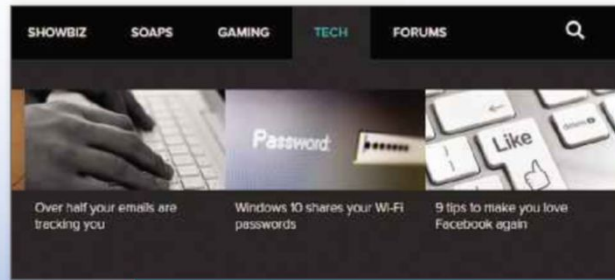 SHOWBIZ SOAPS GAMING TECH FORUMS
Password:
Like
Over half your emails are
tracking you
Windows 10 shares your Wi-Fi
passwords
9 tips to make you love
Facebook again